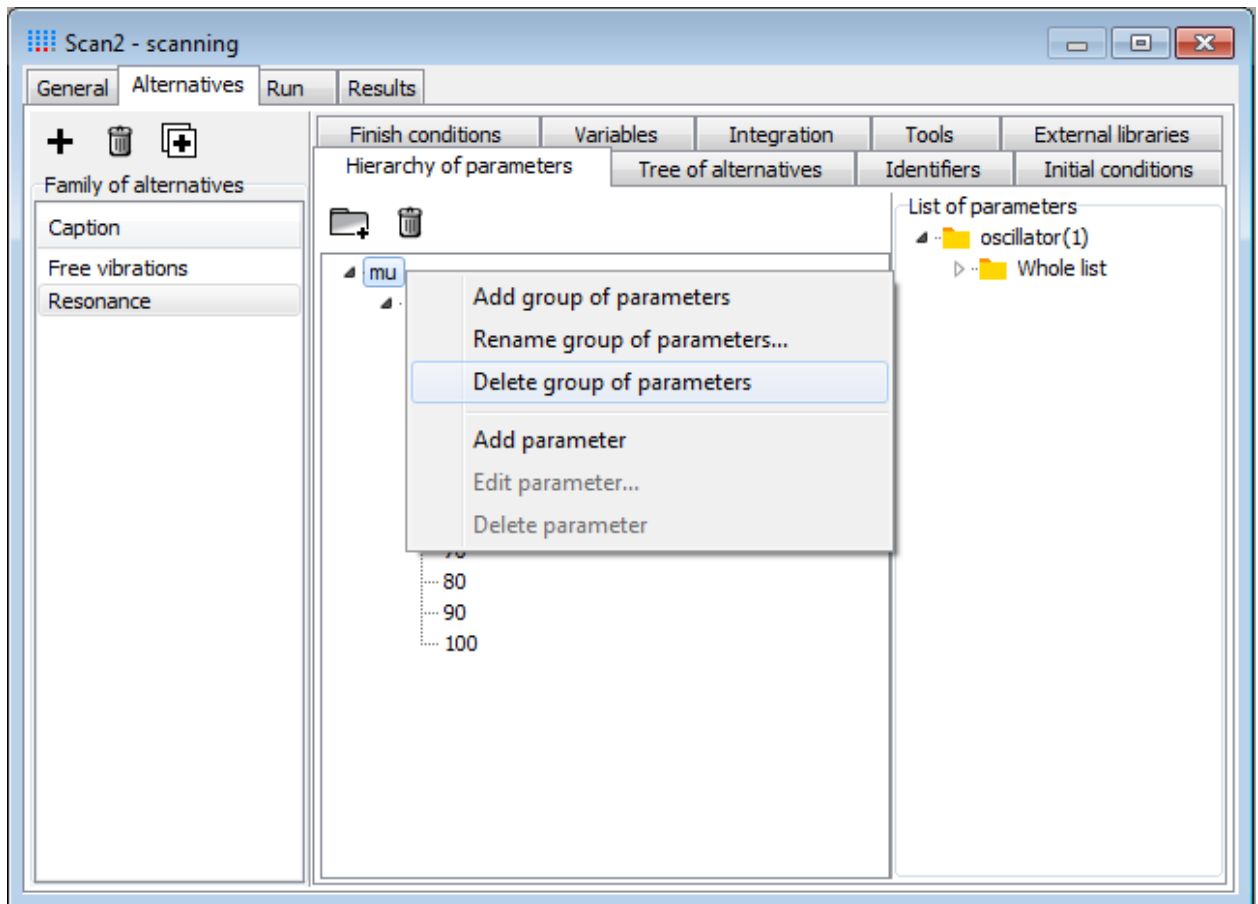 Scan2 - scanning
General Alternatives Run Results
Finish conditions Variables Integration Tools External libraries
Hierarchy of parameters Tree of alternatives Identifiers Initial conditions
Family of alternatives
Caption
Free vibrations
Resonance
List of parameters
oscillator(1)
Whole list
mu
Add group of parameters
Rename group of parameters...
Delete group of parameters
Add parameter
Edit parameter...
Delete parameter
80
90
100